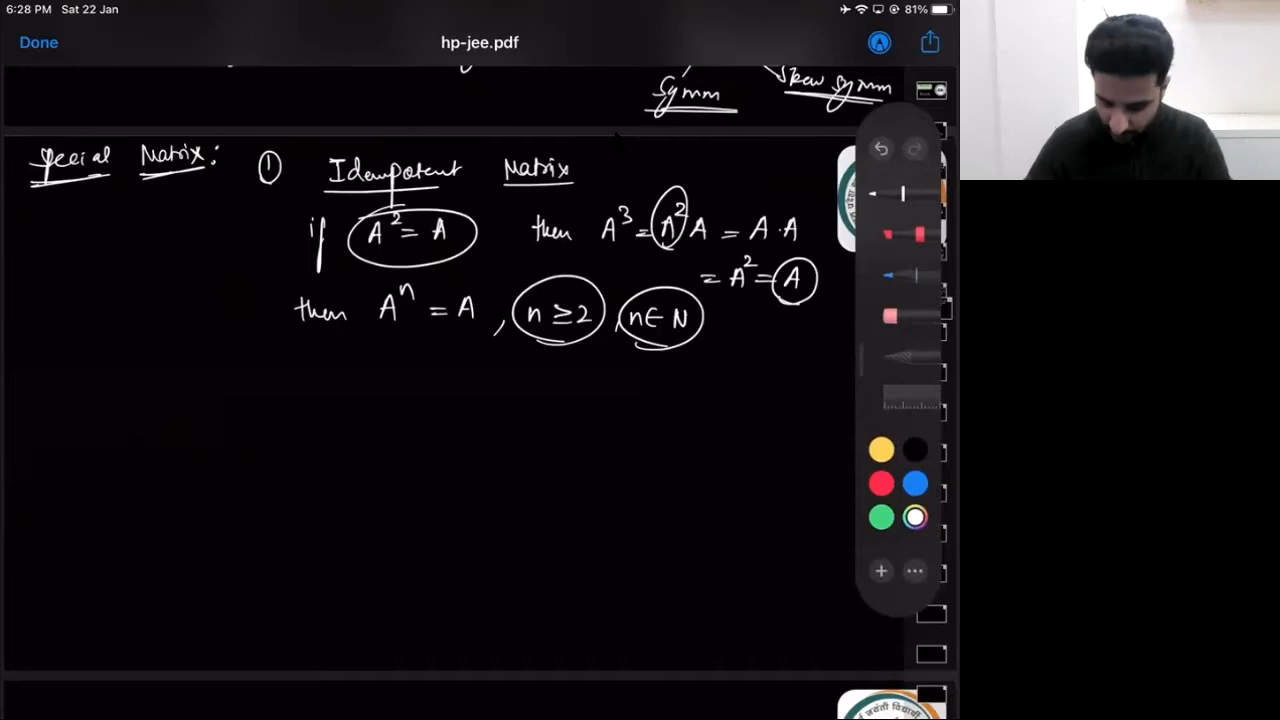 6:28 PM Sat 22 Jan
81%
Done
hp-jee.pdf
Symm
Skew symm
Special Matrix: ① Idempotent Matrix
if A² = A then A³ = A² A = A · A
= A² = A
then Aⁿ = A , n ≥ 2 , n ∈ N